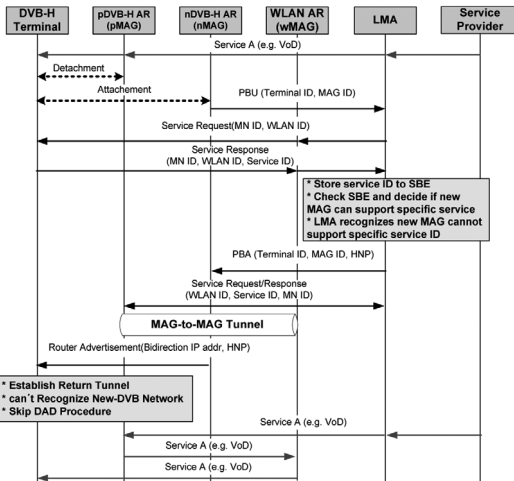 DVB-H
Terminal
pDVB-H AR
(pMAG)
nDVB-H AR
(nMAG)
WLAN AR
(wMAG)
LMA
Service
Provider
Service A (e.g. VoD)
Detachment
Attachement
PBU (Terminal ID, MAG ID)
Service Request(MN ID, WLAN ID)
Service Response
(MN ID, WLAN ID, Service ID)
* Store service ID to SBE
* Check SBE and decide if new
MAG can support specific service
* LMA recognizes new MAG cannot
support specific service ID
PBA (Terminal ID, MAG ID, HNP)
Service Request/Response
(WLAN ID, Service ID, MN ID)
MAG-to-MAG Tunnel
Router Advertisement(Bidirection IP addr, HNP)
* Establish Return Tunnel
* can´t Recognize New-DVB Network
* Skip DAD Procedure
Service A (e.g. VoD)
Service A (e.g. VoD)
Service A (e.g. VoD)